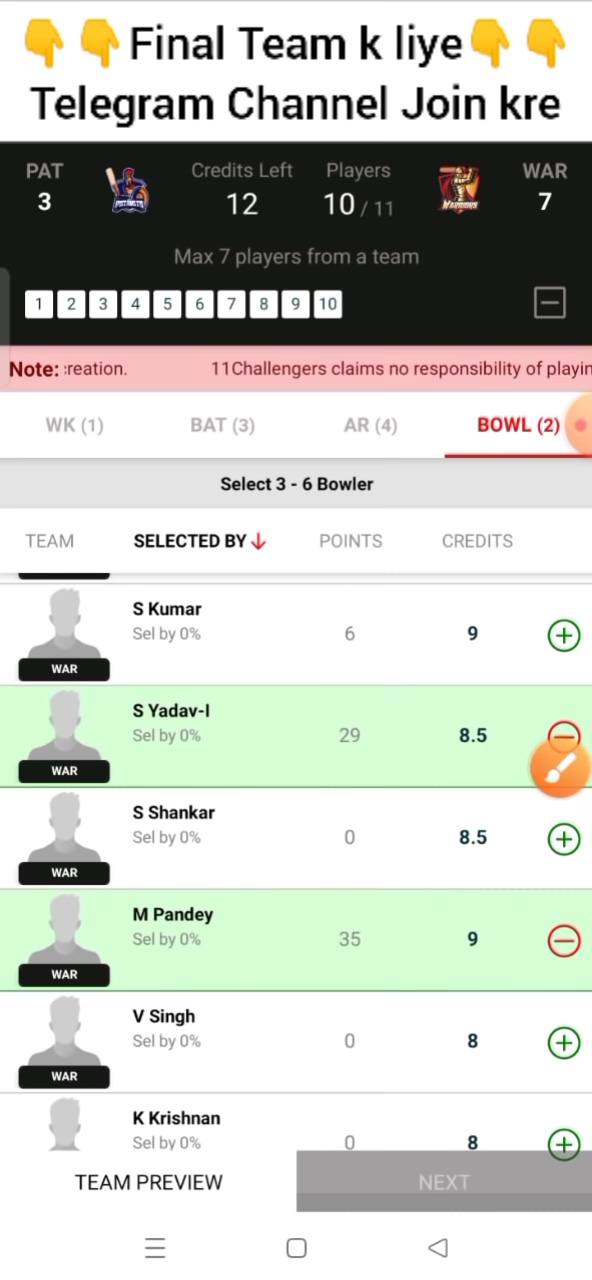 👇👇Final Team k liye👇👇
Telegram Channel Join kre
PAT Credits Left Players WAR
3 12 10 / 11 7
Max 7 players from a team
1 2 3 4 5 6 7 8 9 10
Note: :reation. 11Challengers claims no responsibility of playin
WK (1) BAT (3) AR (4) BOWL (2)
Select 3 - 6 Bowler
TEAM SELECTED BY POINTS CREDITS
S Kumar
Sel by 0% 6 9
WAR
S Yadav-I
Sel by 0% 29 8.5
WAR
S Shankar
Sel by 0% 0 8.5
WAR
M Pandey
Sel by 0% 35 9
WAR
V Singh
Sel by 0% 0 8
WAR
K Krishnan
Sel by 0% 0 8
TEAM PREVIEW NEXT